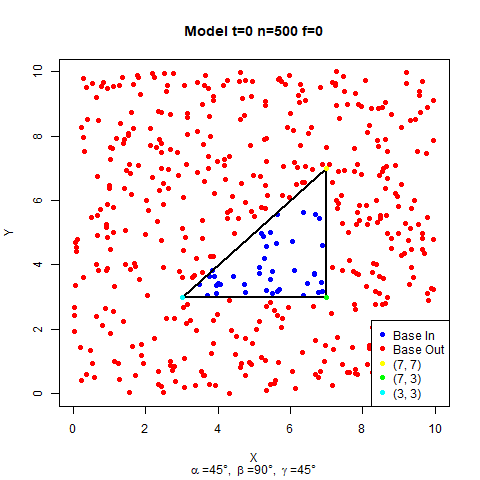 Model t=0 n=500 f=0
10
8
6
4
2
0
Y
0 2 4 6 8 10
X
α =45°, β =90°, γ =45°
Base In
Base Out
(7, 7)
(7, 3)
(3, 3)